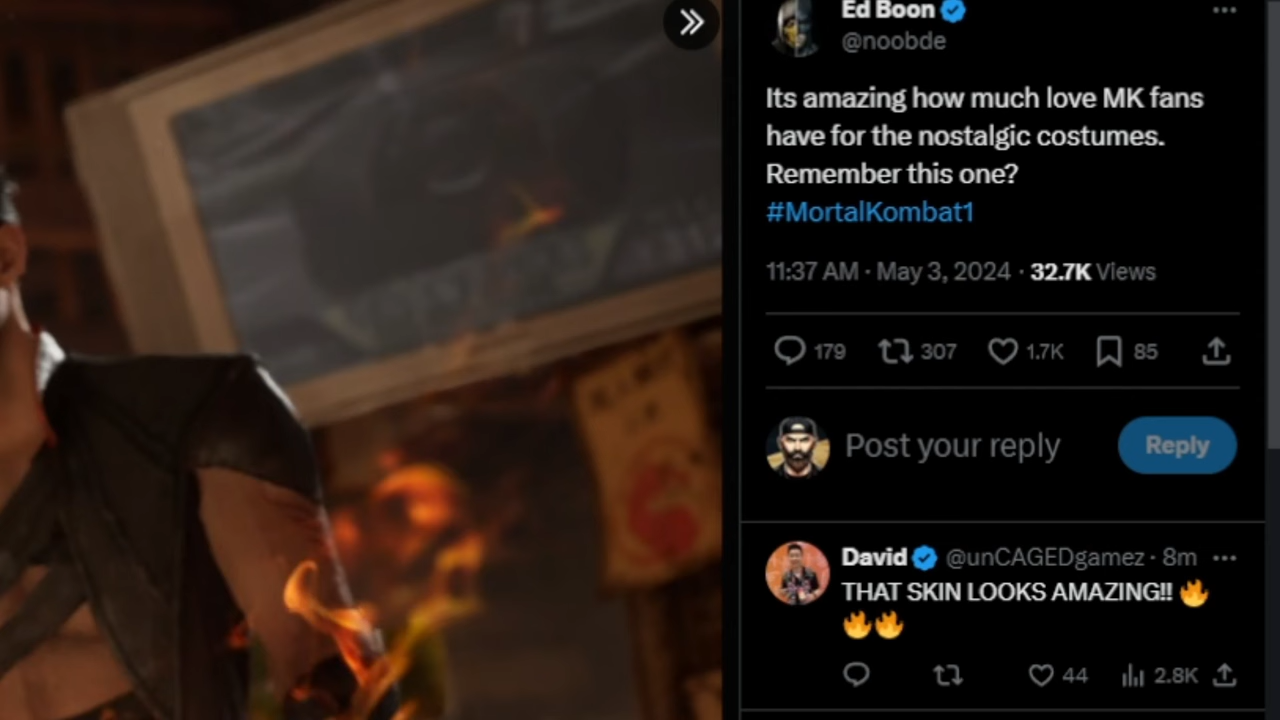 Ed Boon
@noobde
Its amazing how much love MK fans
have for the nostalgic costumes.
Remember this one?
#MortalKombat1
11:37 AM · May 3, 2024 · 32.7K Views
179 307 1.7K 85
Post your reply Reply
David @unCAGEDgamez · 8m
THAT SKIN LOOKS AMAZING!! 🔥
🔥🔥
44 2.8K